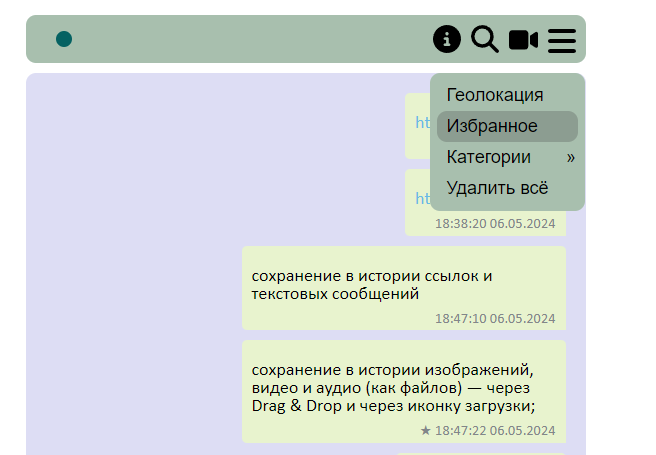 Геолокация
Избранное
Категории »
Удалить всё
ht
ht
18:38:20 06.05.2024
сохранение в истории ссылок и
текстовых сообщений
18:47:10 06.05.2024
сохранение в истории изображений,
видео и аудио (как файлов) — через
Drag & Drop и через иконку загрузки;
★ 18:47:22 06.05.2024